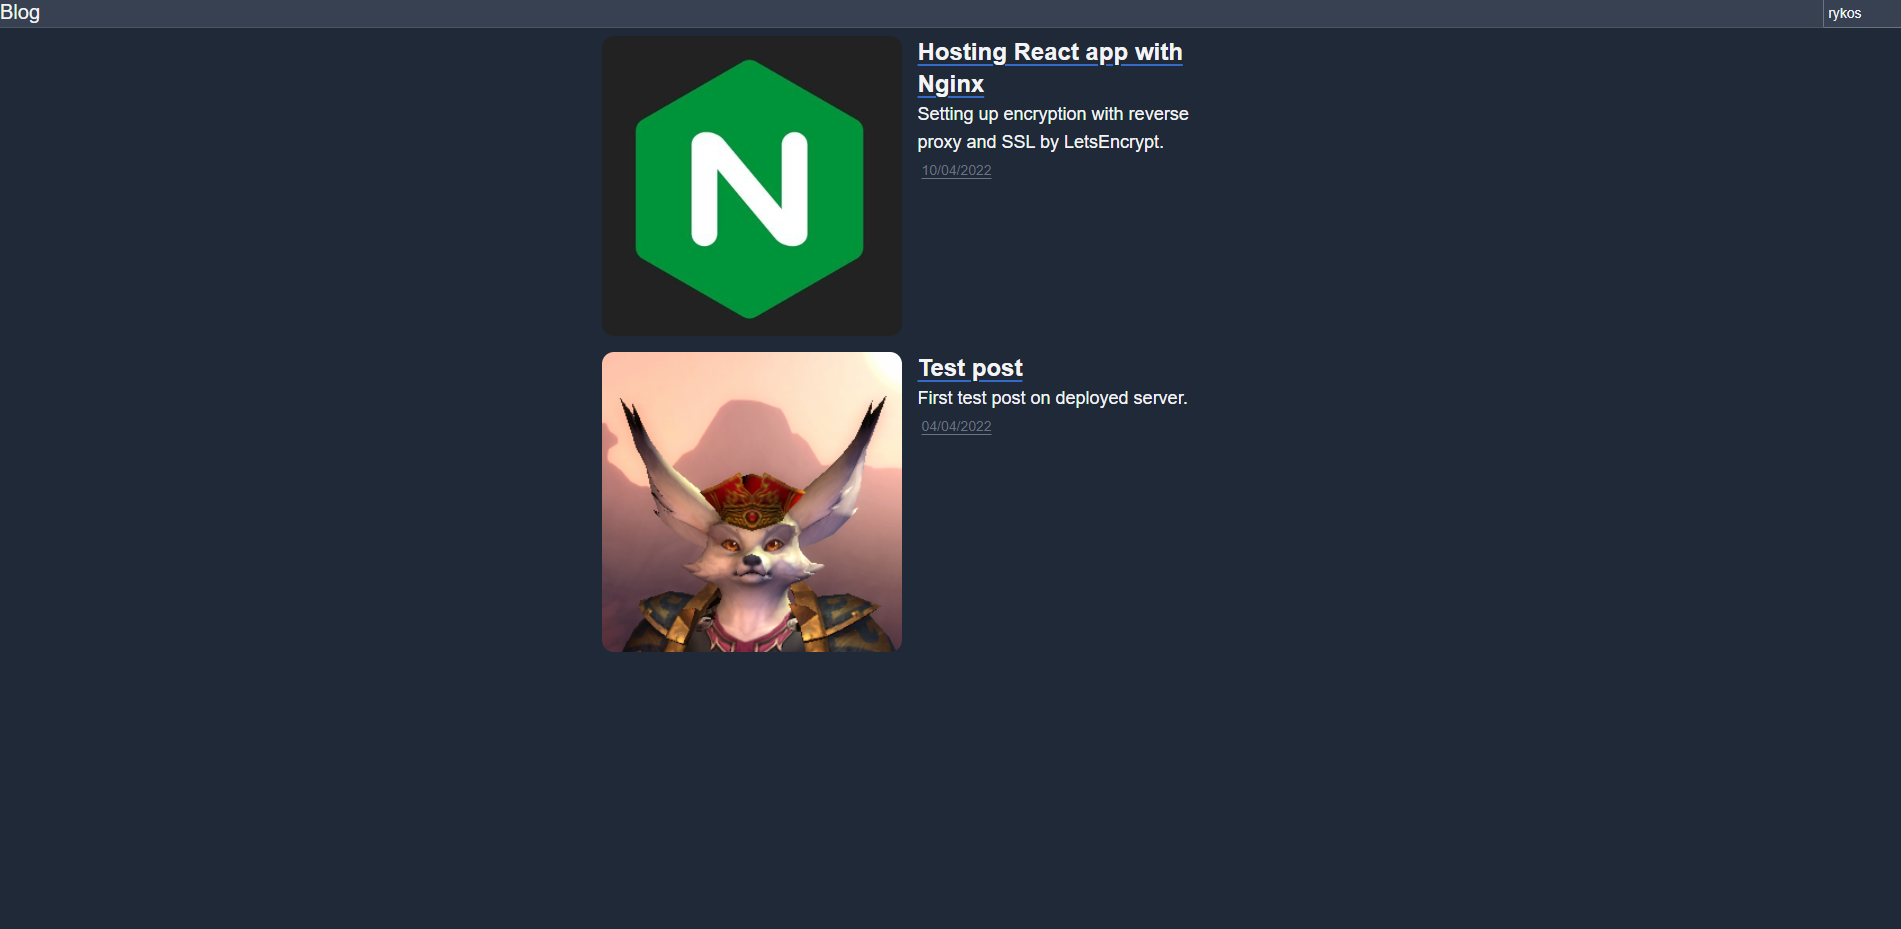 Blog
rykos
N
Hosting React app with
Nginx
Setting up encryption with reverse
proxy and SSL by LetsEncrypt.
10/04/2022
Test post
First test post on deployed server.
04/04/2022